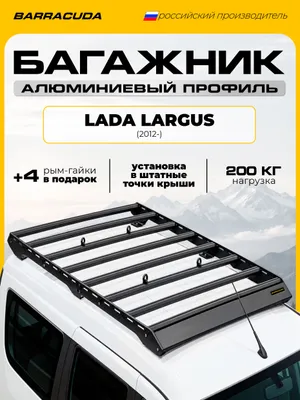 BARRACUDA
российский производитель
БАГАЖНИК
АЛЮМИНИЕВЫЙ ПРОФИЛЬ
LADA LARGUS
(2012-)
+4 рым-гайки
в подарок
установка
в штатные
точки крыши
200 КГ
нагрузка